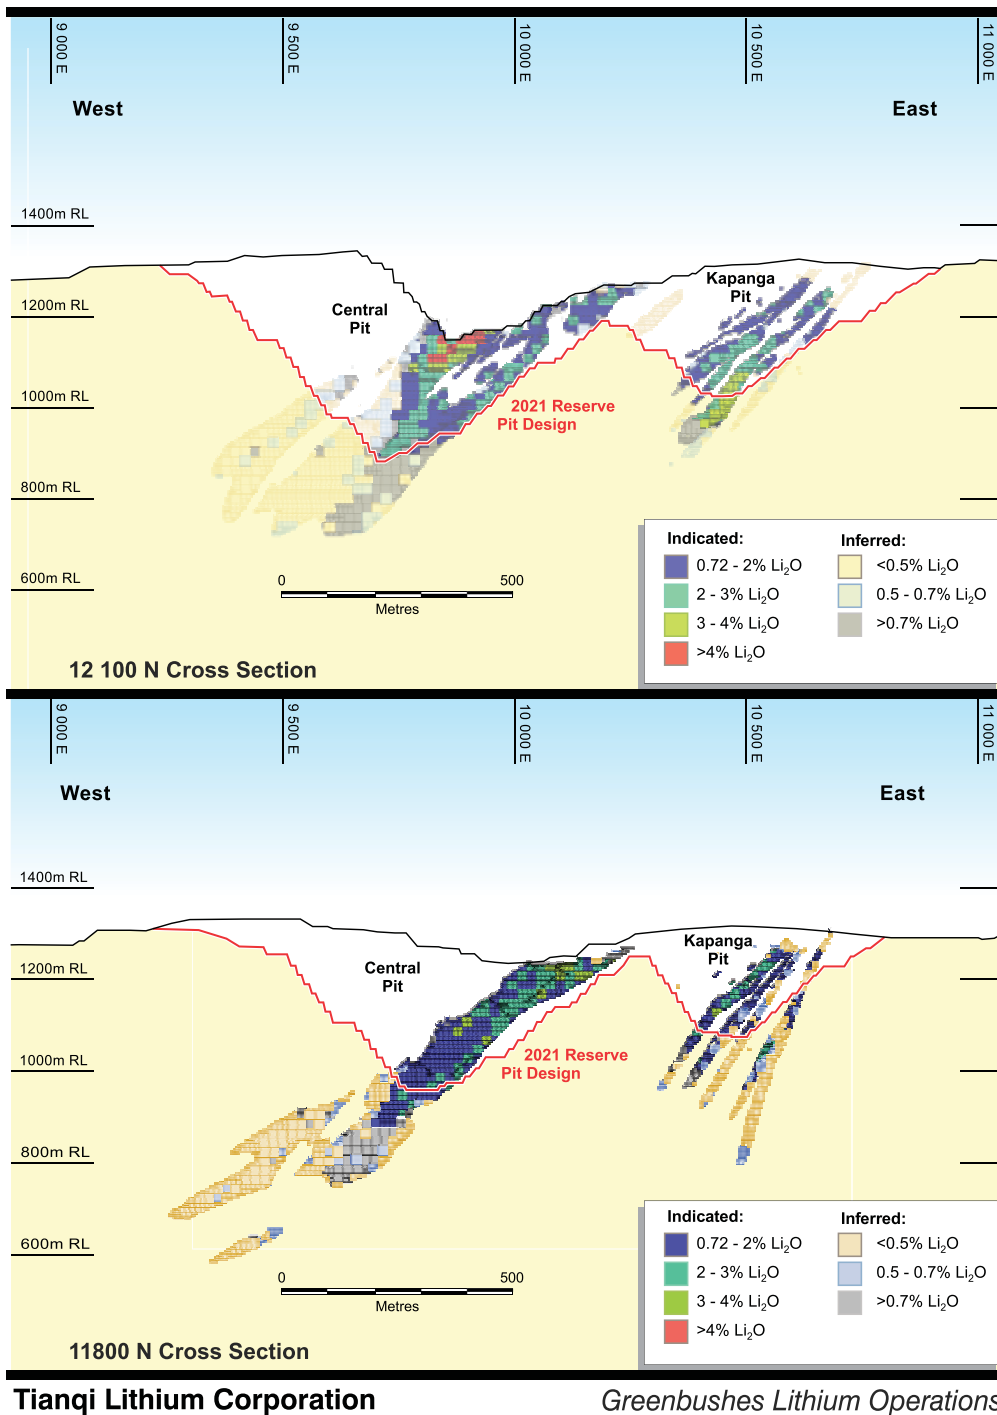 9 000 E
9 500 E
10 000 E
10 500 E
11 000 E
West
East
1400m RL
1200m RL
1000m RL
800m RL
600m RL
Central
Pit
Kapanga
Pit
2021 Reserve
Pit Design
0
500
Metres
Indicated:
0.72 - 2% Li2O
2 - 3% Li2O
3 - 4% Li2O
>4% Li2O
Inferred:
<0.5% Li2O
0.5 - 0.7% Li2O
>0.7% Li2O
12 100 N Cross Section
9 000 E
9 500 E
10 000 E
10 500 E
11 000 E
West
East
1400m RL
1200m RL
1000m RL
800m RL
600m RL
Central
Pit
Kapanga
Pit
2021 Reserve
Pit Design
0
500
Metres
Indicated:
0.72 - 2% Li2O
2 - 3% Li2O
3 - 4% Li2O
>4% Li2O
Inferred:
<0.5% Li2O
0.5 - 0.7% Li2O
>0.7% Li2O
11800 N Cross Section
Tianqi Lithium Corporation
Greenbushes Lithium Operations